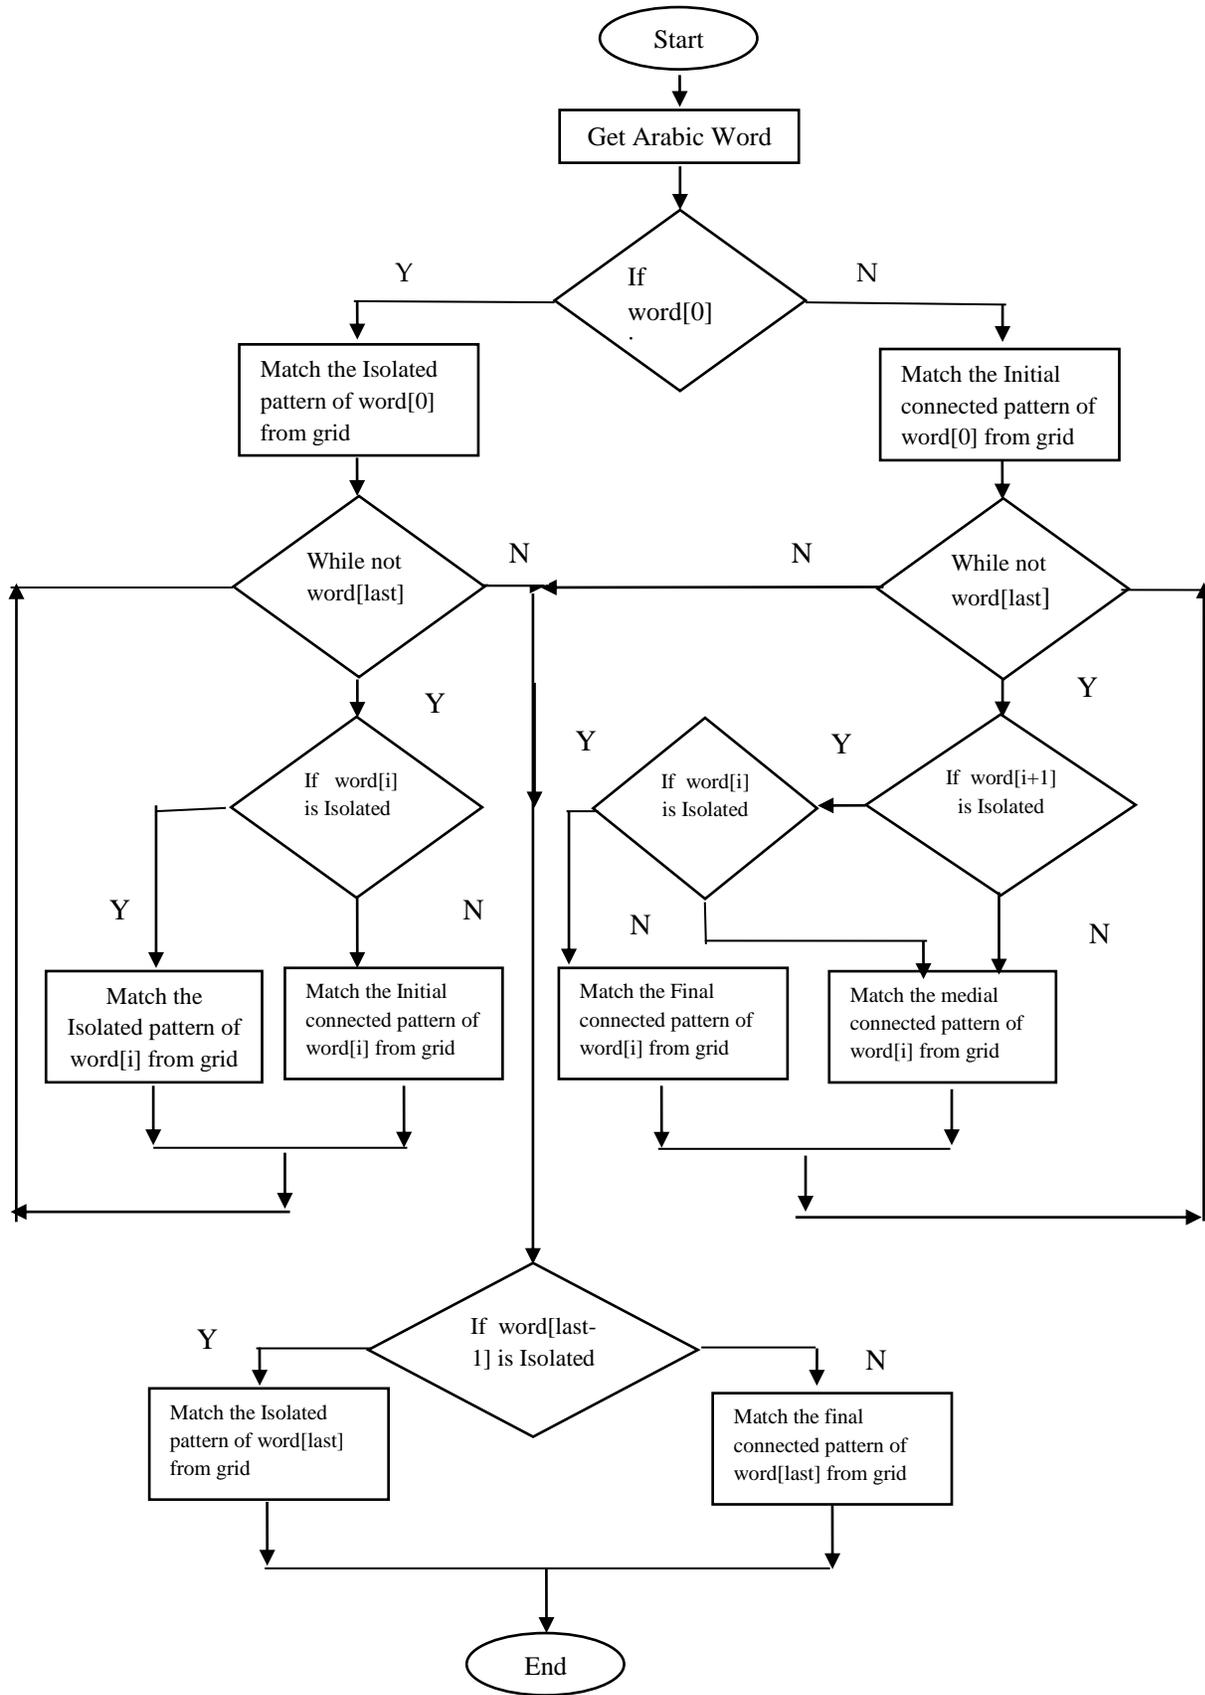 Start
Get Arabic Word
Y
N
If
word[0]
Match the Isolated
pattern of word[0]
from grid
Match the Initial
connected pattern of
word[0] from grid
While not
word[last]
N
N
While not
word[last]
Y
Y
If word[i]
is Isolated
Y
If word[i]
is Isolated
Y
If word[i+1]
is Isolated
Y
N
N
N
Match the
Isolated pattern of
word[i] from grid
Match the Initial
connected pattern of
word[i] from grid
Match the Final
connected pattern of
word[i] from grid
Match the medial
connected pattern of
word[i] from grid
Y
If word[last-
1] is Isolated
N
Match the Isolated
pattern of word[last]
from grid
Match the final
connected pattern of
word[last] from grid
End